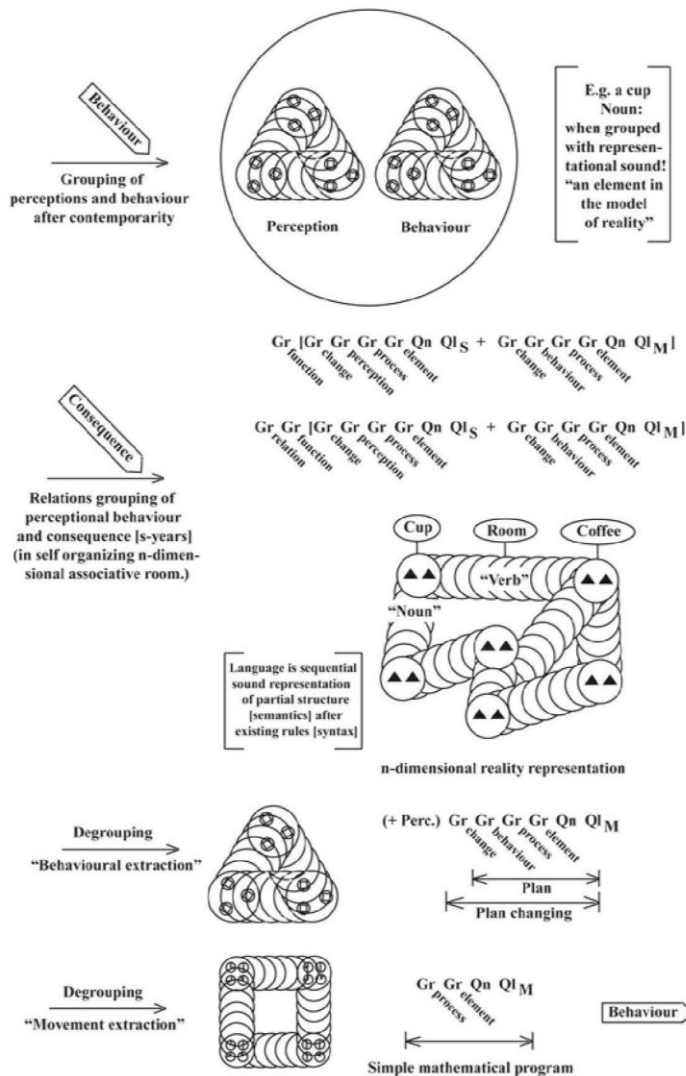 Behaviour
Grouping of
perceptions and behaviour
after contemporarity
Perception
Behaviour
E.g. a cup
Noun:
when grouped
with represen-
tational sound!
“an element in
the model
of reality”
Gr [Gr Gr Gr Gr Qn QlS + Gr Gr Gr Gr Qn QlM]
function change perception process element change behaviour process element
Consequence
Gr Gr [Gr Gr Gr Gr Qn QlS + Gr Gr Gr Gr Qn QlM]
relation function change perception process element change behaviour process element
Relations grouping of
perceptional behaviour
and consequence [s-years]
(in self organizing n-dimen-
sional associative room.)
Cup Room Coffee
“Verb”
“Noun”
Language is sequential
sound representation
of partial structure
[semantics] after
existing rules [syntax]
n-dimensional reality representation
Degrouping
“Behavioural extraction”
(+ Perc.) Gr Gr Gr Gr Qn QlM
change behaviour process element
Plan
Plan changing
Degrouping
“Movement extraction”
Gr Gr Qn QlM
process element
Simple mathematical program
Behaviour